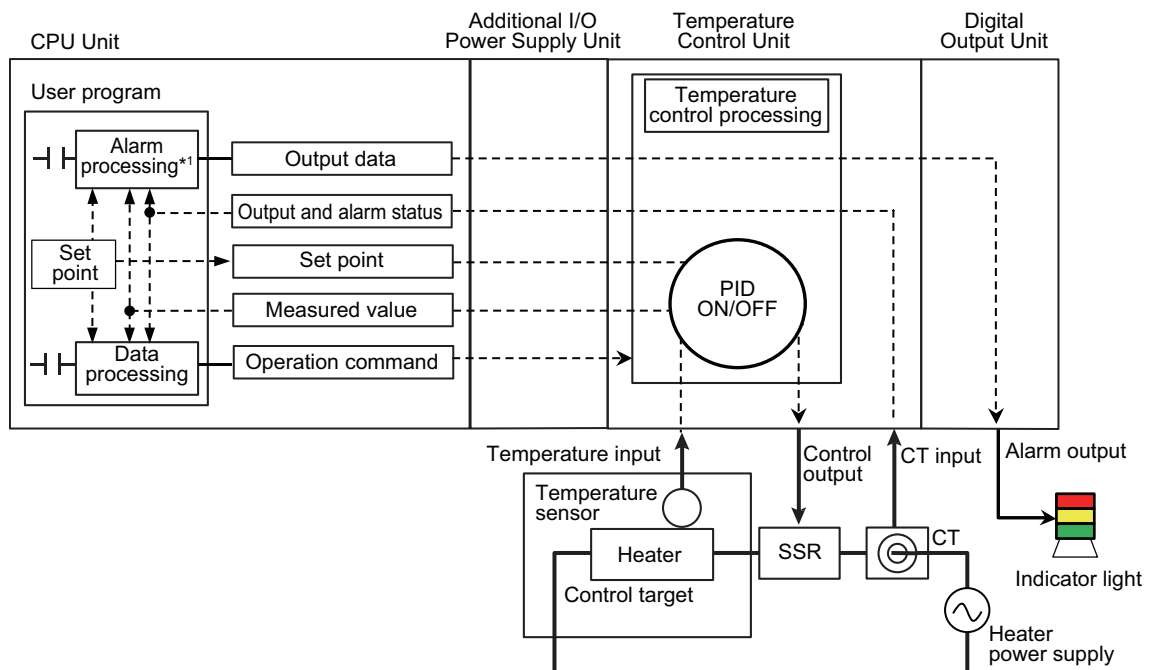 CPU Unit
Additional I/O
Power Supply Unit
Temperature
Control Unit
Digital
Output Unit
User program
Temperature
control processing
Alarm
processing*1
Output data
Output and alarm status
Set
point
Set point
PID
ON/OFF
Measured value
Data
processing
Operation command
Temperature input
Control
output
CT input
Alarm output
Temperature
sensor
Heater
SSR
CT
Control target
Indicator light
Heater
power supply